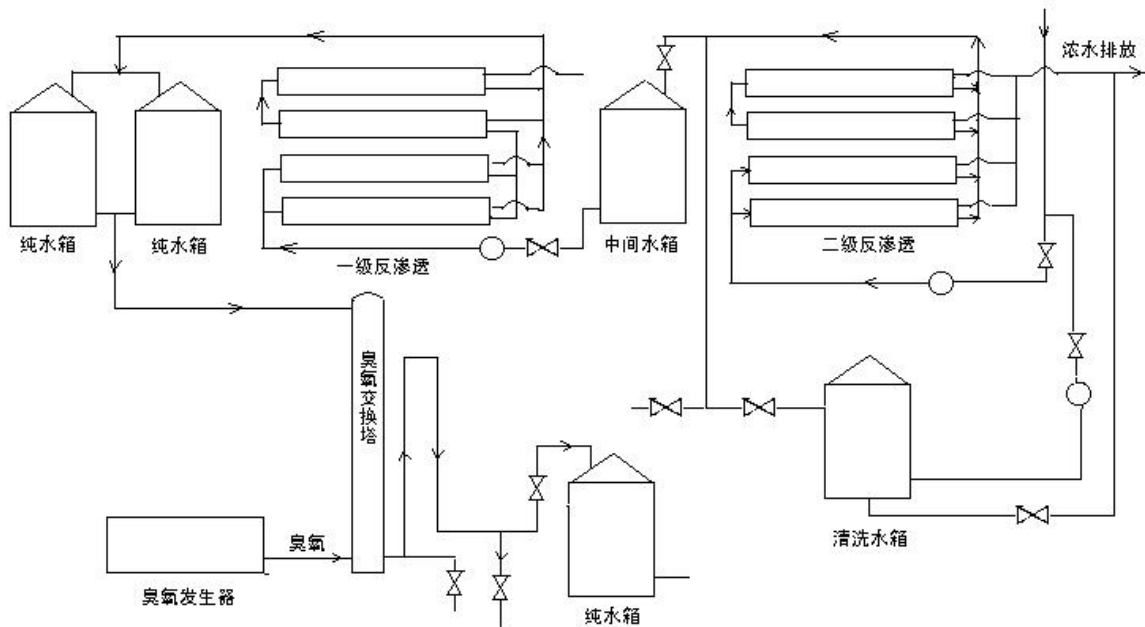 浓水排放
纯水箱
纯水箱
一级反渗透
中间水箱
二级反渗透
臭氧交换塔
臭氧
臭氧发生器
纯水箱
清洗水箱